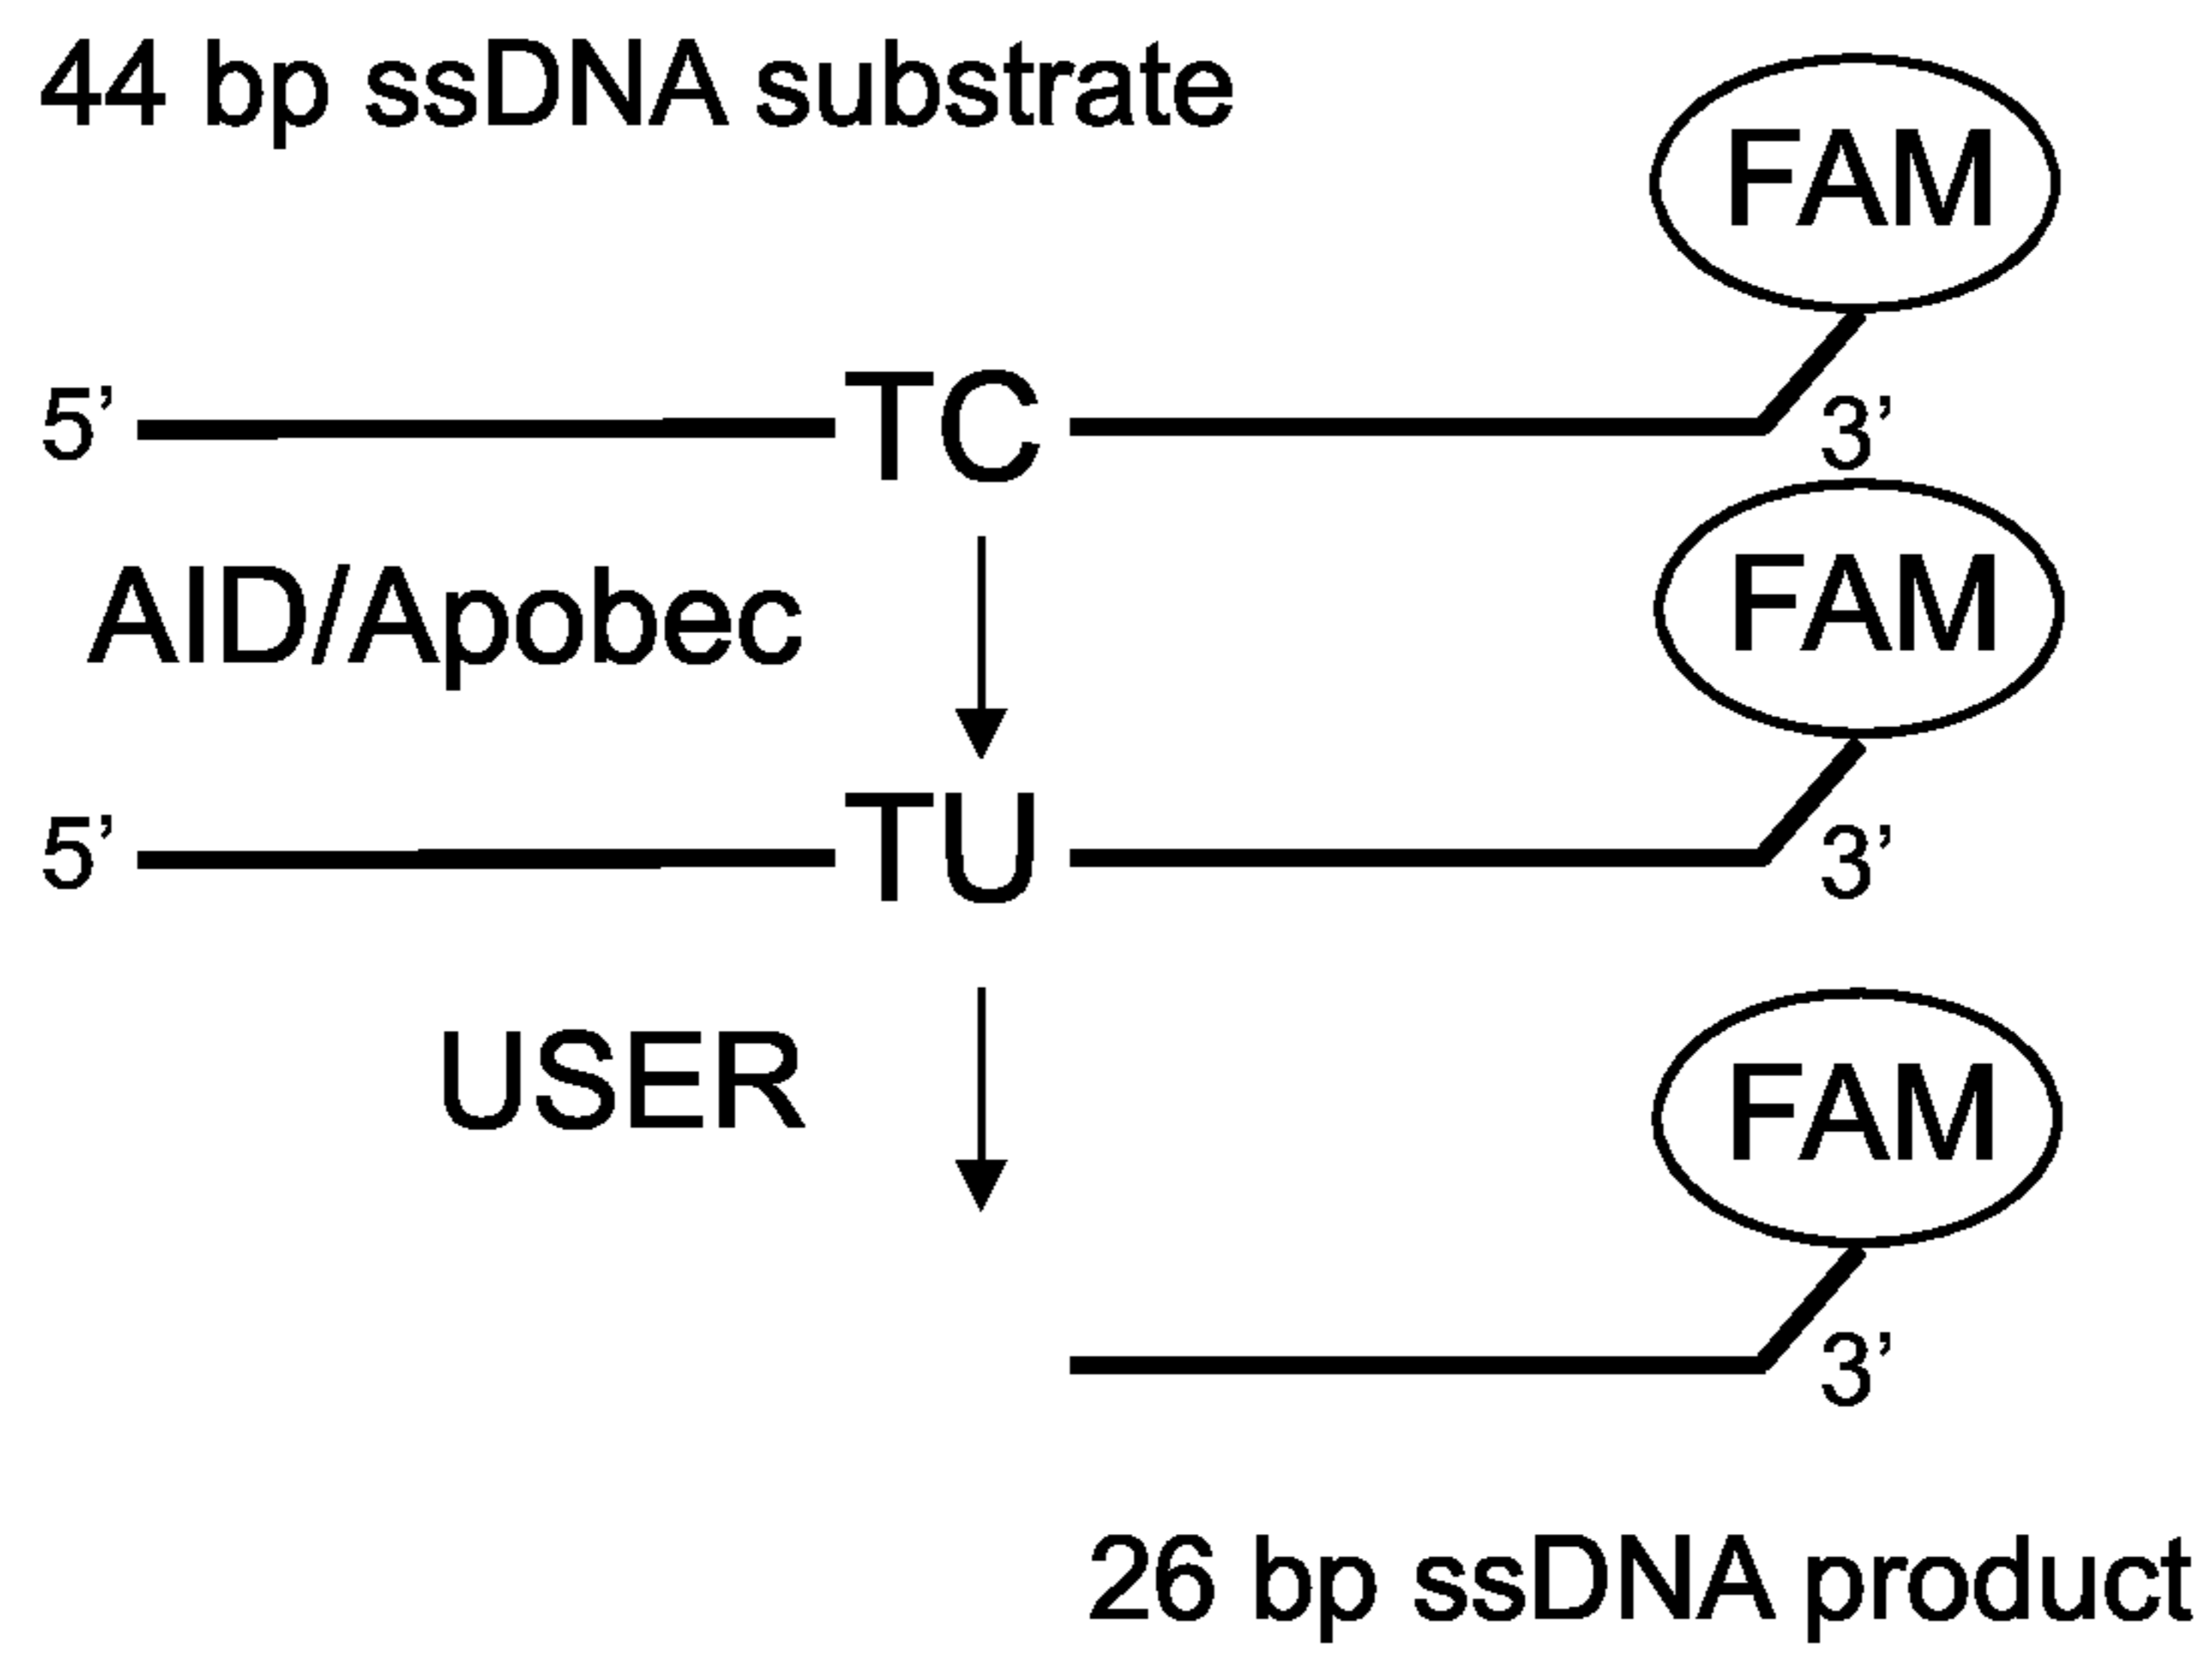 44 bp ssDNA substrate
FAM
5’ TC 3’
AID/Apobec
FAM
5’ TU 3’
USER
FAM
3’
26 bp ssDNA product